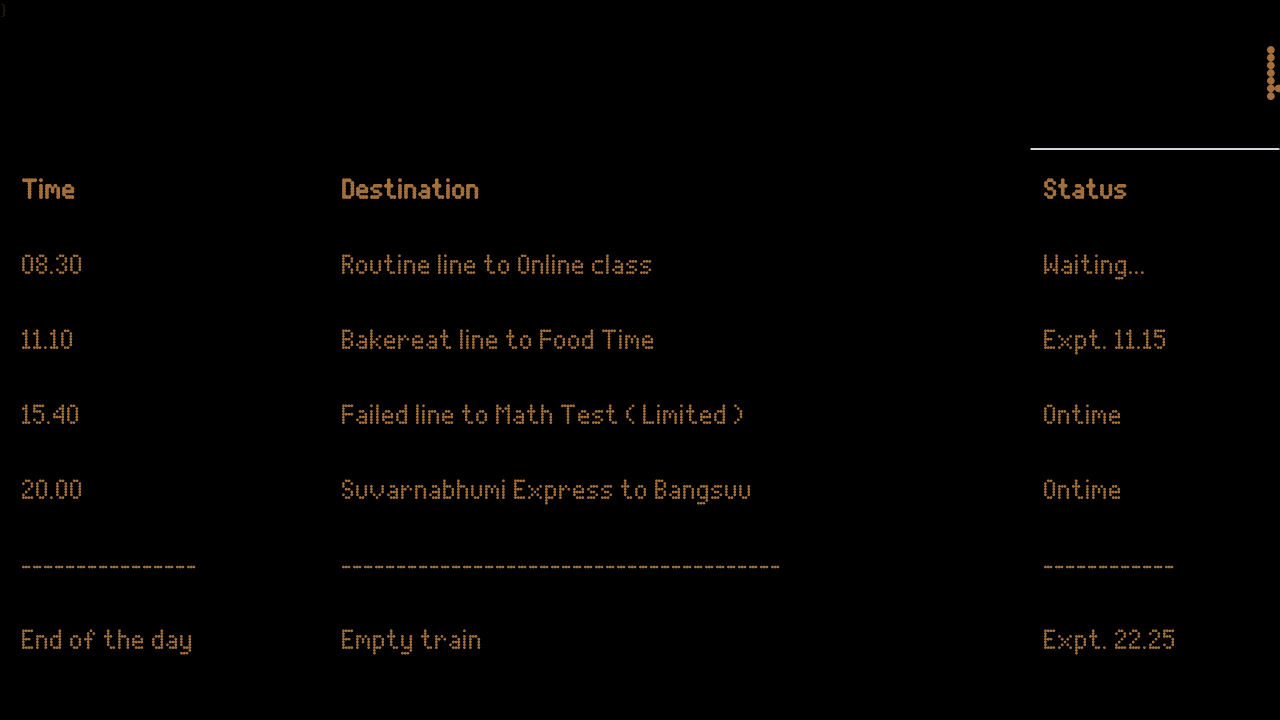 Time Destination Status
08.30 Routine line to Online class Waiting...
11.10 Bakereat line to Food Time Expt. 11.15
15.40 Failed line to Math Test ( Limited ) Ontime
20.00 Suvarnabhumi Express to Bangsuu Ontime
---------------- ---------------------------------------- ------------
End of the day Empty train Expt. 22.25